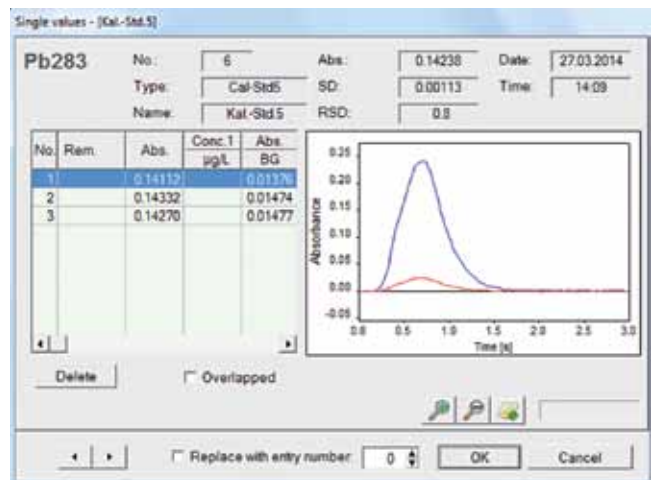 Single values - [Kal.-Std.5]
Pb283 No.: 6 Abs.: 0.14238 Date: 27.03.2014
Type: Cal-Std5 SD: 0.00113 Time: 14:09
Name: Kal.-Std.5 RSD: 0.8
No. Rem. Abs. Conc.1 µg/L Abs. BG
1 0.14112 0.01376
2 0.14332 0.01474
3 0.14270 0.01477
Absorbance
0.25
0.20
0.15
0.10
0.05
0.00
-0.05
0.0 0.5 1.0 1.5 2.0 2.5 3.0
Time [s]
Delete Overlapped
Replace with entry number: 0 OK Cancel